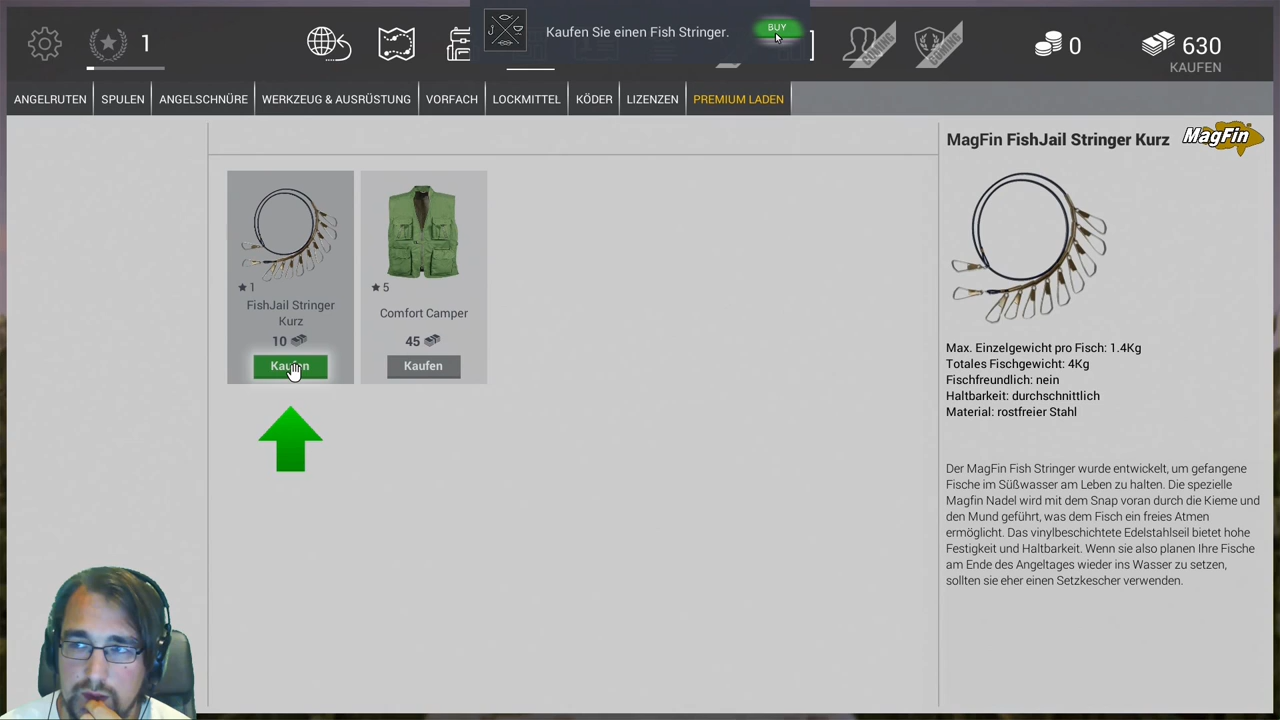 1
Kaufen Sie einen Fish Stringer.
BUY
COMING
COMING
0
630
KAUFEN
ANGELRUTEN
SPULEN
ANGELSCHNÜRE
WERKZEUG & AUSRÜSTUNG
VORFACH
LOCKMITTEL
KÖDER
LIZENZEN
PREMIUM LADEN
★ 1
FishJail Stringer
Kurz
10
Kaufen
★ 5
Comfort Camper
45
Kaufen
MagFin FishJail Stringer Kurz
MagFin
Max. Einzelgewicht pro Fisch: 1.4Kg
Totales Fischgewicht: 4Kg
Fischfreundlich: nein
Haltbarkeit: durchschnittlich
Material: rostfreier Stahl
Der MagFin Fish Stringer wurde entwickelt, um gefangene
Fische im Süßwasser am Leben zu halten. Die spezielle
Magfin Nadel wird mit dem Snap voran durch die Kieme und
den Mund geführt, was dem Fisch ein freies Atmen
ermöglicht. Das vinylbeschichtete Edelstahlseil bietet hohe
Festigkeit und Haltbarkeit. Wenn sie also planen Ihre Fische
am Ende des Angeltages wieder ins Wasser zu setzen,
sollten sie eher einen Setzkescher verwenden.